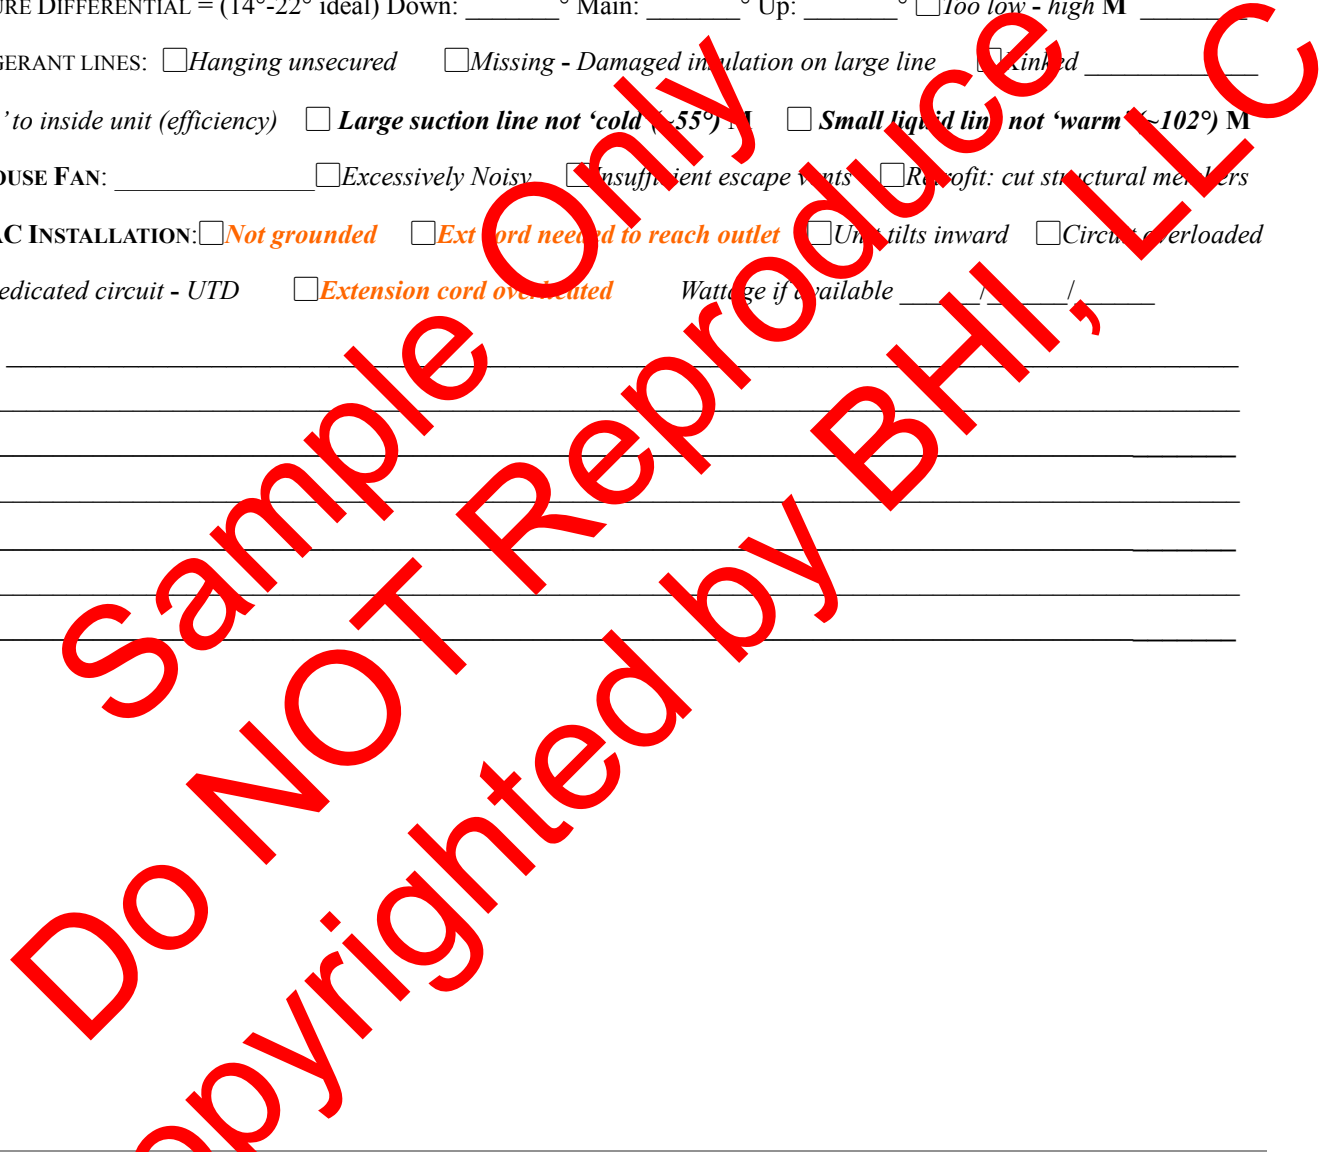 URE DIFFERENTIAL = (14°-22° ideal) Down: _______° Main: _______° Up: _______° ☐Too low - high M ________
GERANT LINES: ☐Hanging unsecured ☐Missing - Damaged insulation on large line ☐Kinked _____________
’ to inside unit (efficiency) ☐ Large suction line not ‘cold’ (~55°) M ☐ Small liquid line not ‘warm’ (~102°) M
OUSE FAN: _______________☐Excessively Noisy ☐Insufficient escape vents ☐Retrofit: cut structural members
AC INSTALLATION:☐Not grounded ☐Ext cord needed to reach outlet ☐Unit tilts inward ☐Circuit overloaded
edicated circuit - UTD ☐Extension cord overheated Wattage if available ______/______/______
Sample Only
Do NOT Reproduce
opyrighted by BHI, LLC